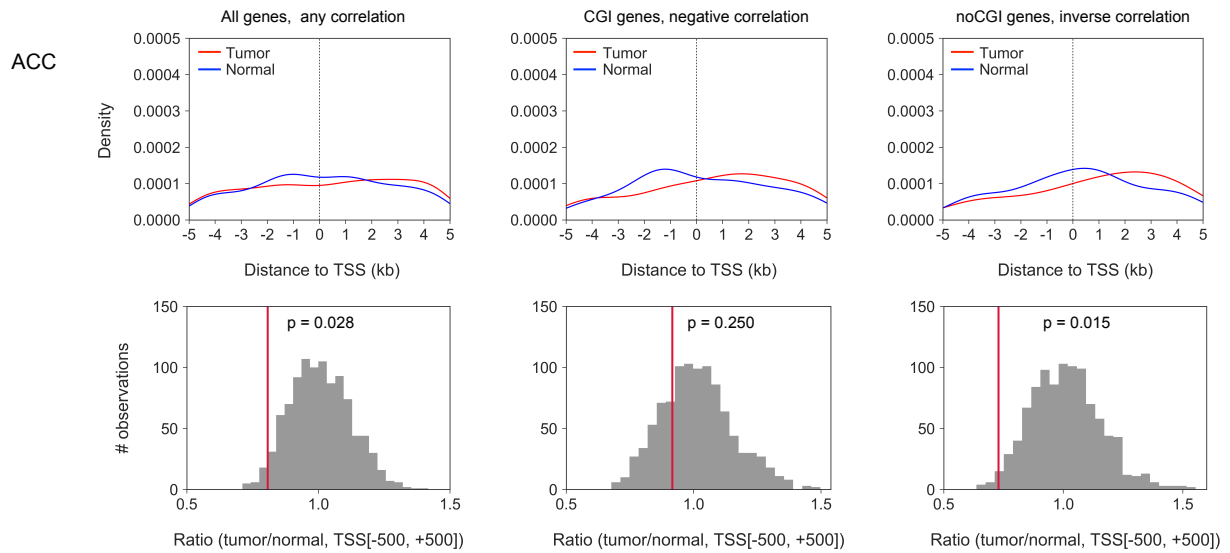 All genes,  any correlation
CGI genes, negative correlation
noCGI genes, inverse correlation
ACC
Density
0.0005
0.0004
0.0003
0.0002
0.0001
0.0000
Tumor
Normal
-5 -4 -3 -2 -1 0 1 2 3 4 5
Distance to TSS (kb)
0.0005
0.0004
0.0003
0.0002
0.0001
0.0000
Tumor
Normal
-5 -4 -3 -2 -1 0 1 2 3 4 5
Distance to TSS (kb)
0.0005
0.0004
0.0003
0.0002
0.0001
0.0000
Tumor
Normal
-5 -4 -3 -2 -1 0 1 2 3 4 5
Distance to TSS (kb)
# observations
150
100
50
0
p = 0.028
0.5 1.0 1.5
Ratio (tumor/normal, TSS[-500, +500])
150
100
50
0
p = 0.250
0.5 1.0 1.5
Ratio (tumor/normal, TSS[-500, +500])
150
100
50
0
p = 0.015
0.5 1.0 1.5
Ratio (tumor/normal, TSS[-500, +500])